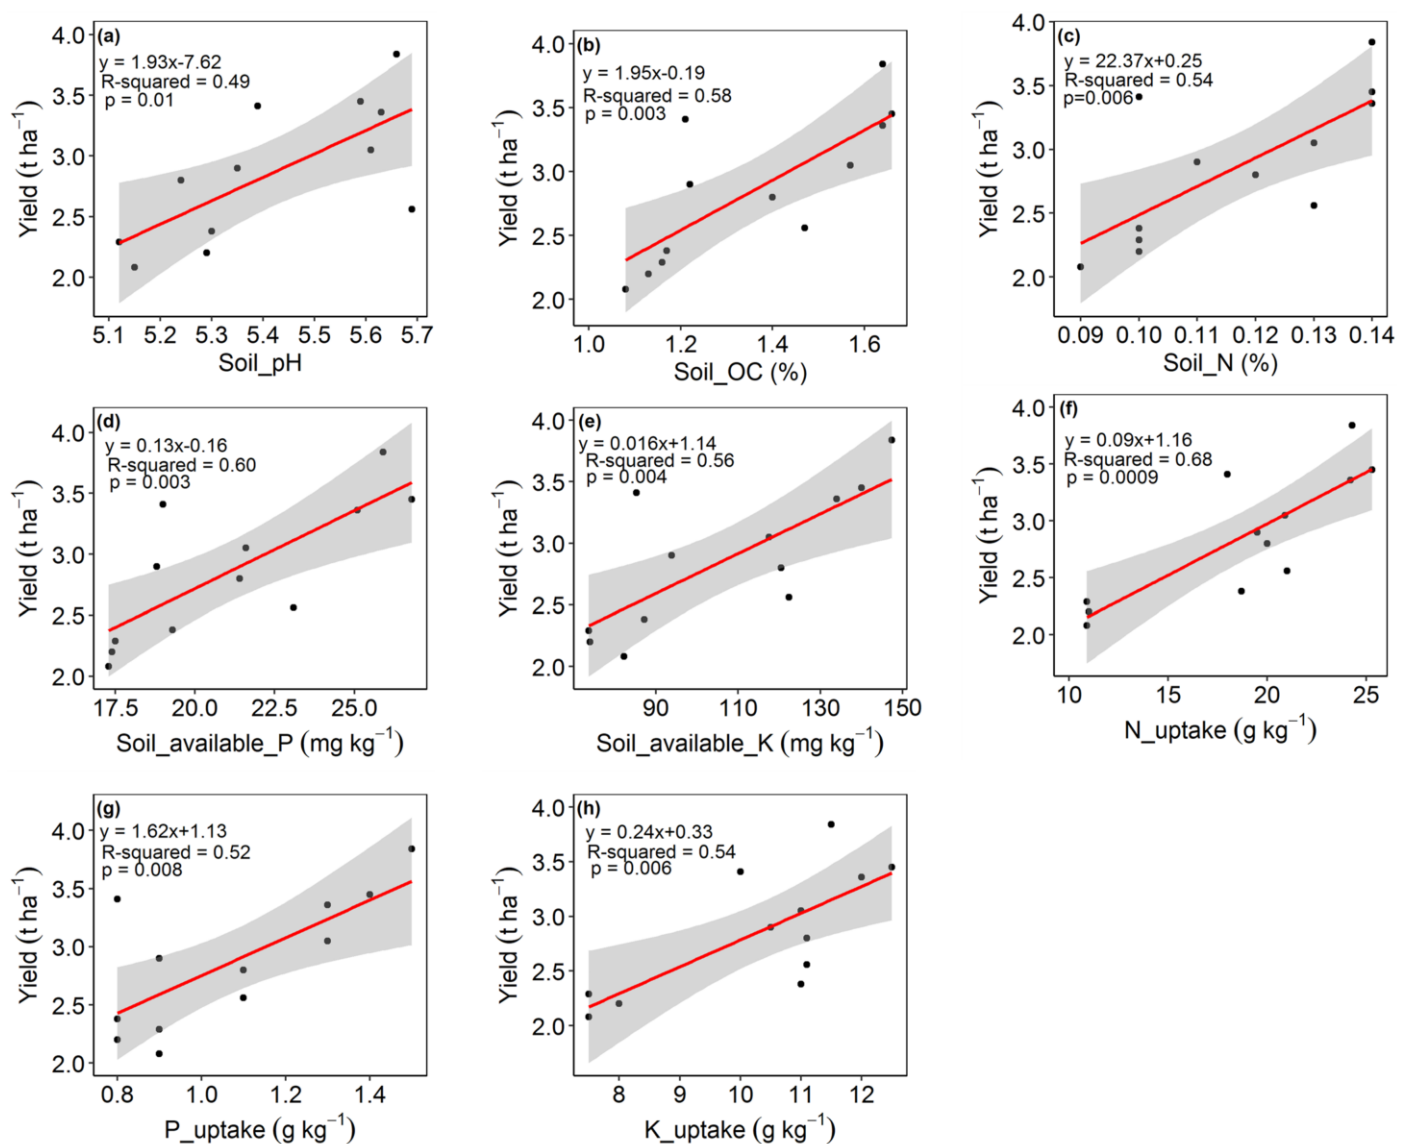 (a)
y = 1.93x-7.62
R-squared = 0.49
p = 0.01
4.0
3.5
3.0
2.5
2.0
Yield (t ha⁻¹)
5.1 5.2 5.3 5.4 5.5 5.6 5.7
Soil_pH
(b)
y = 1.95x-0.19
R-squared = 0.58
p = 0.003
4.0
3.5
3.0
2.5
2.0
Yield (t ha⁻¹)
1.0 1.2 1.4 1.6
Soil_OC (%)
(c)
y = 22.37x+0.25
R-squared = 0.54
p=0.006
4.0
3.5
3.0
2.5
2.0
Yield (t ha⁻¹)
0.09 0.10 0.11 0.12 0.13 0.14
Soil_N (%)
(d)
y = 0.13x-0.16
R-squared = 0.60
p = 0.003
4.0
3.5
3.0
2.5
2.0
Yield (t ha⁻¹)
17.5 20.0 22.5 25.0
Soil_available_P (mg kg⁻¹)
(e)
y = 0.016x+1.14
R-squared = 0.56
p = 0.004
4.0
3.5
3.0
2.5
2.0
Yield (t ha⁻¹)
90 110 130 150
Soil_available_K (mg kg⁻¹)
(f)
y = 0.09x+1.16
R-squared = 0.68
p = 0.0009
4.0
3.5
3.0
2.5
2.0
Yield (t ha⁻¹)
10 15 20 25
N_uptake (g kg⁻¹)
(g)
y = 1.62x+1.13
R-squared = 0.52
p = 0.008
4.0
3.5
3.0
2.5
2.0
Yield (t ha⁻¹)
0.8 1.0 1.2 1.4
P_uptake (g kg⁻¹)
(h)
y = 0.24x+0.33
R-squared = 0.54
p = 0.006
4.0
3.5
3.0
2.5
2.0
Yield (t ha⁻¹)
8 9 10 11 12
K_uptake (g kg⁻¹)